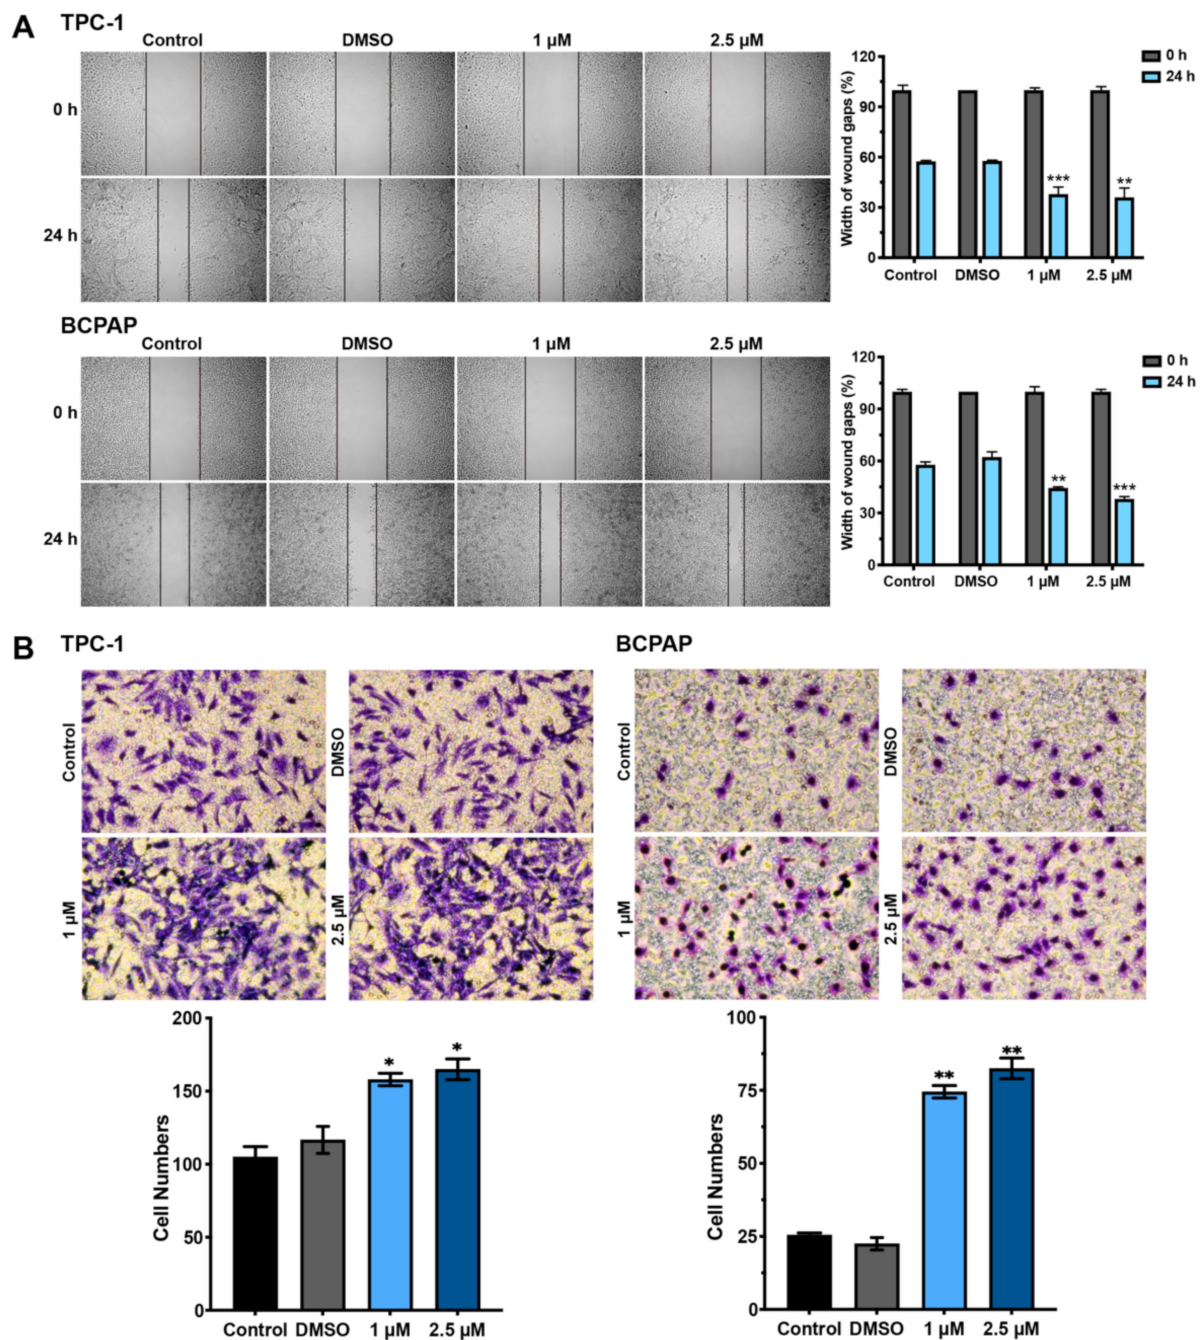 A TPC-1
Control DMSO 1 µM 2.5 µM
0 h
24 h
120
90
60
30
0
Width of wound gaps (%)
*** **
Control DMSO 1 µM 2.5 µM
0 h
24 h
BCPAP
Control DMSO 1 µM 2.5 µM
0 h
24 h
120
90
60
30
0
Width of wound gaps (%)
** ***
Control DMSO 1 µM 2.5 µM
0 h
24 h
B TPC-1 BCPAP
Control DMSO Control DMSO
1 µM 2.5 µM 1 µM 2.5 µM
200
150
100
50
0
Cell Numbers
* *
Control DMSO 1 µM 2.5 µM
100
75
50
25
0
Cell Numbers
** **
Control DMSO 1 µM 2.5 µM